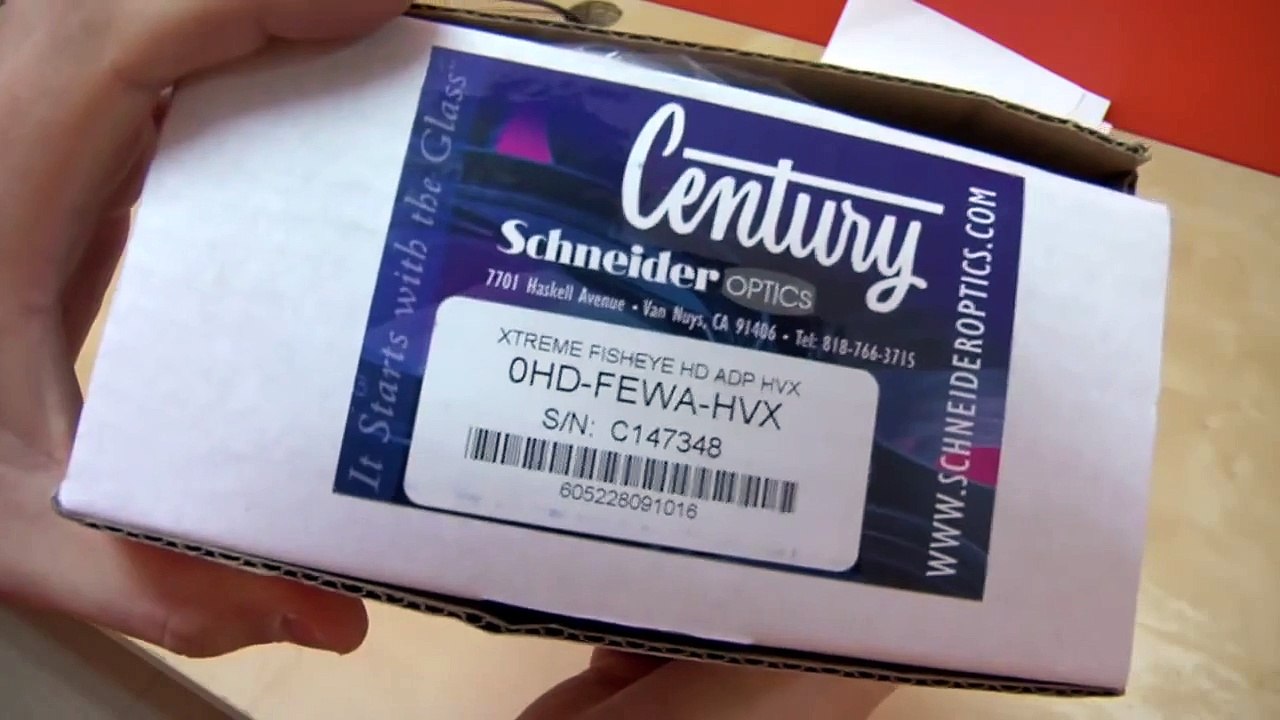 Century
Schneider OPTICS
7701 Haskell Avenue • Van Nuys, CA 91406 • Tel: 818-766-3715
XTREME FISHEYE HD ADP HVX
0HD-FEWA-HVX
S/N: C147348
605228091016
It Starts with the Glass™
WWW.SCHNEIDEROPTICS.COM